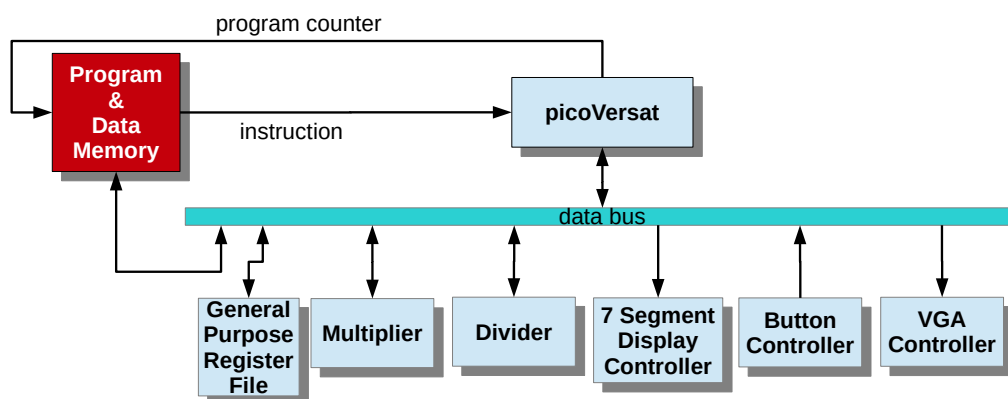 program counter
Program
&
Data
Memory
instruction
picoVersat
data bus
General
Purpose
Register
File
Multiplier
Divider
7 Segment
Display
Controller
Button
Controller
VGA
Controller